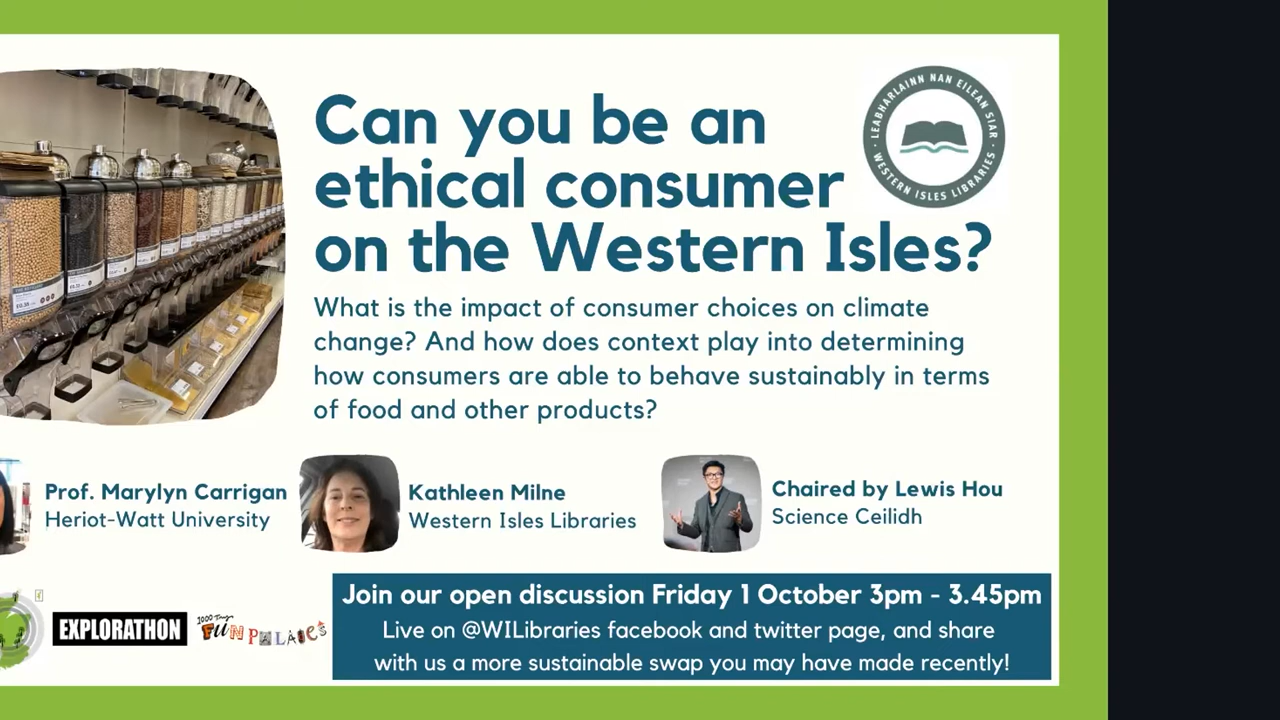 Can you be an
ethical consumer
on the Western Isles?
LEABHARLAINN NAN EILEAN SIAR
WESTERN ISLES LIBRARIES
What is the impact of consumer choices on climate
change? And how does context play into determining
how consumers are able to behave sustainably in terms
of food and other products?
Prof. Marylyn Carrigan
Heriot-Watt University
Kathleen Milne
Western Isles Libraries
Chaired by Lewis Hou
Science Ceilidh
EXPLORATHON
FUN PALACES
Join our open discussion Friday 1 October 3pm - 3.45pm
Live on @WILibraries facebook and twitter page, and share
with us a more sustainable swap you may have made recently!